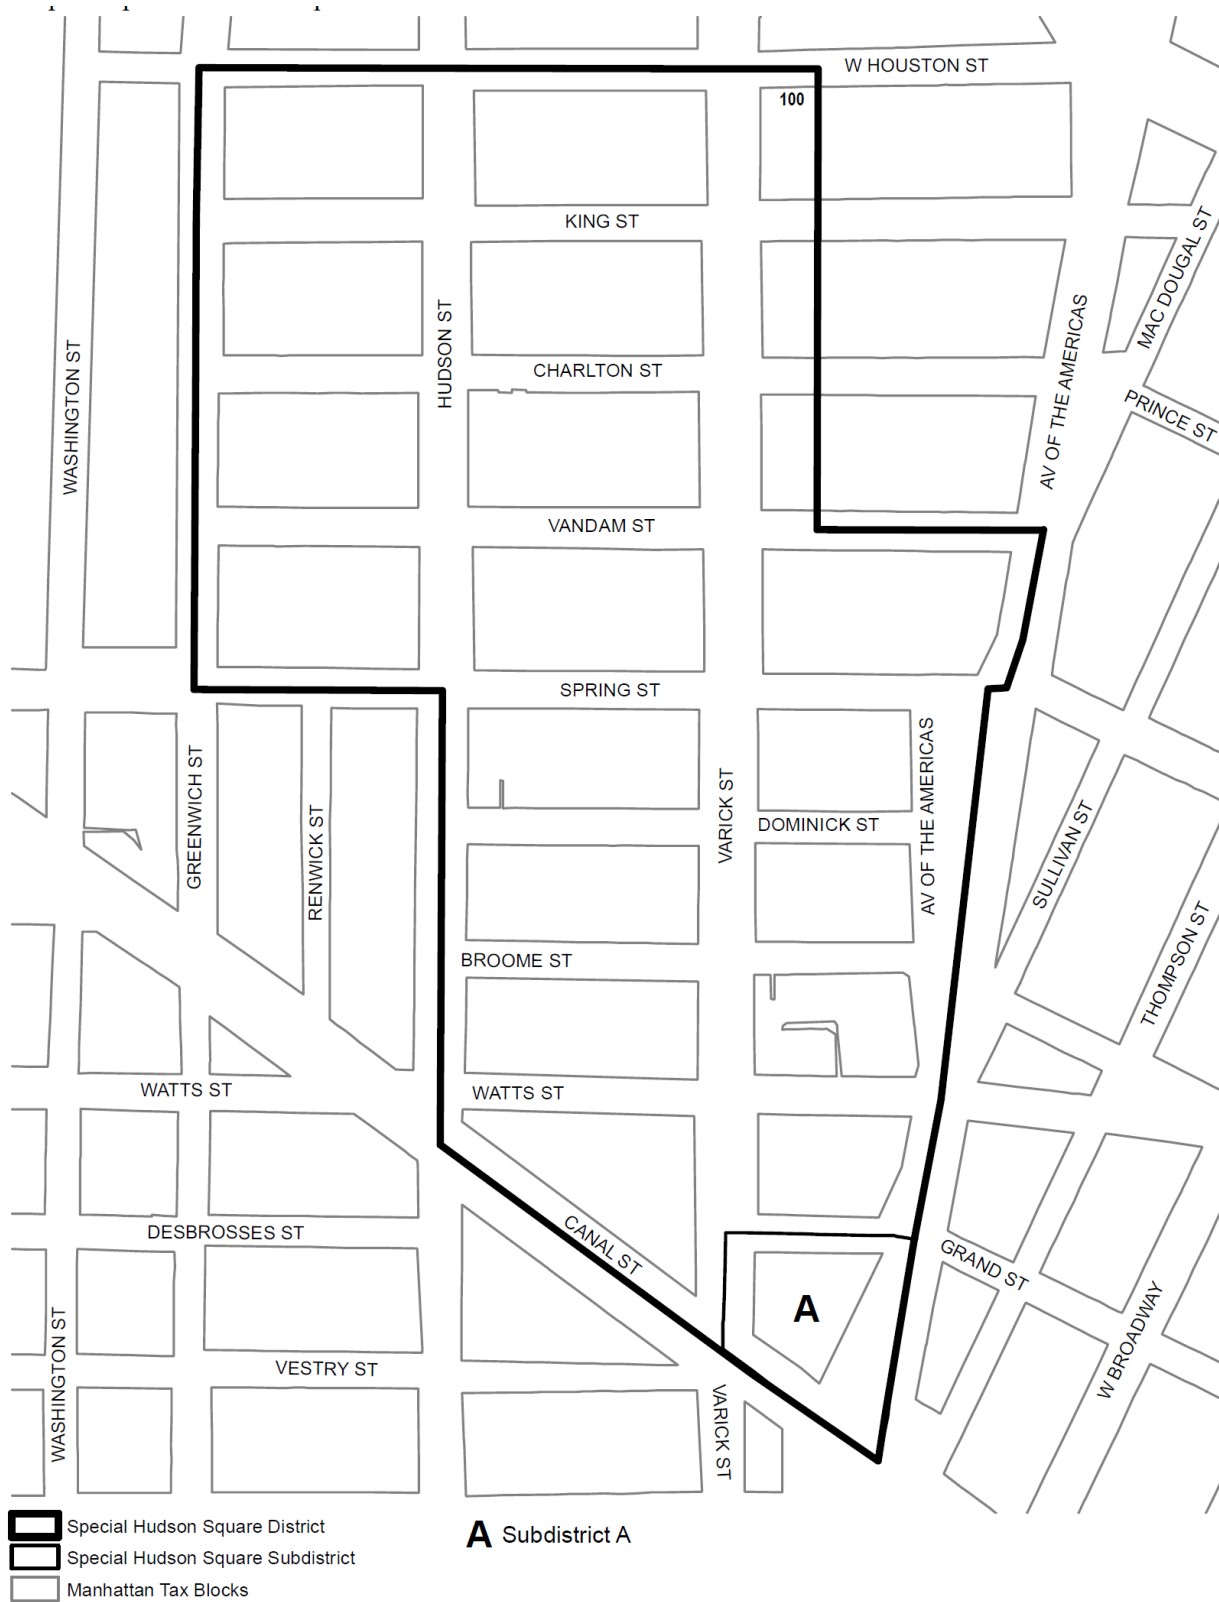 W HOUSTON ST
100
KING ST
MAC DOUGAL ST
HUDSON ST
WASHINGTON ST
CHARLTON ST
AV OF THE AMERICAS
PRINCE ST
VANDAM ST
SPRING ST
GREENWICH ST
RENWICK ST
VARICK ST
DOMINICK ST
AV OF THE AMERICAS
SULLIVAN ST
THOMPSON ST
BROOME ST
WATTS ST
WATTS ST
DESBROSSES ST
CANAL ST
GRAND ST
A
WASHINGTON ST
VESTRY ST
VARICK ST
W BROADWAY
Special Hudson Square District
A Subdistrict A
Special Hudson Square Subdistrict
Manhattan Tax Blocks